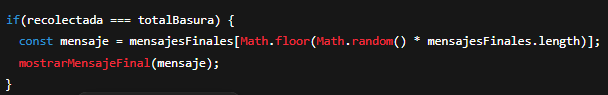 if(recolectada === totalBasura) {
const mensaje = mensajesFinales[Math.floor(Math.random() * mensajesFinales.length)];
mostrarMensajeFinal(mensaje);
}